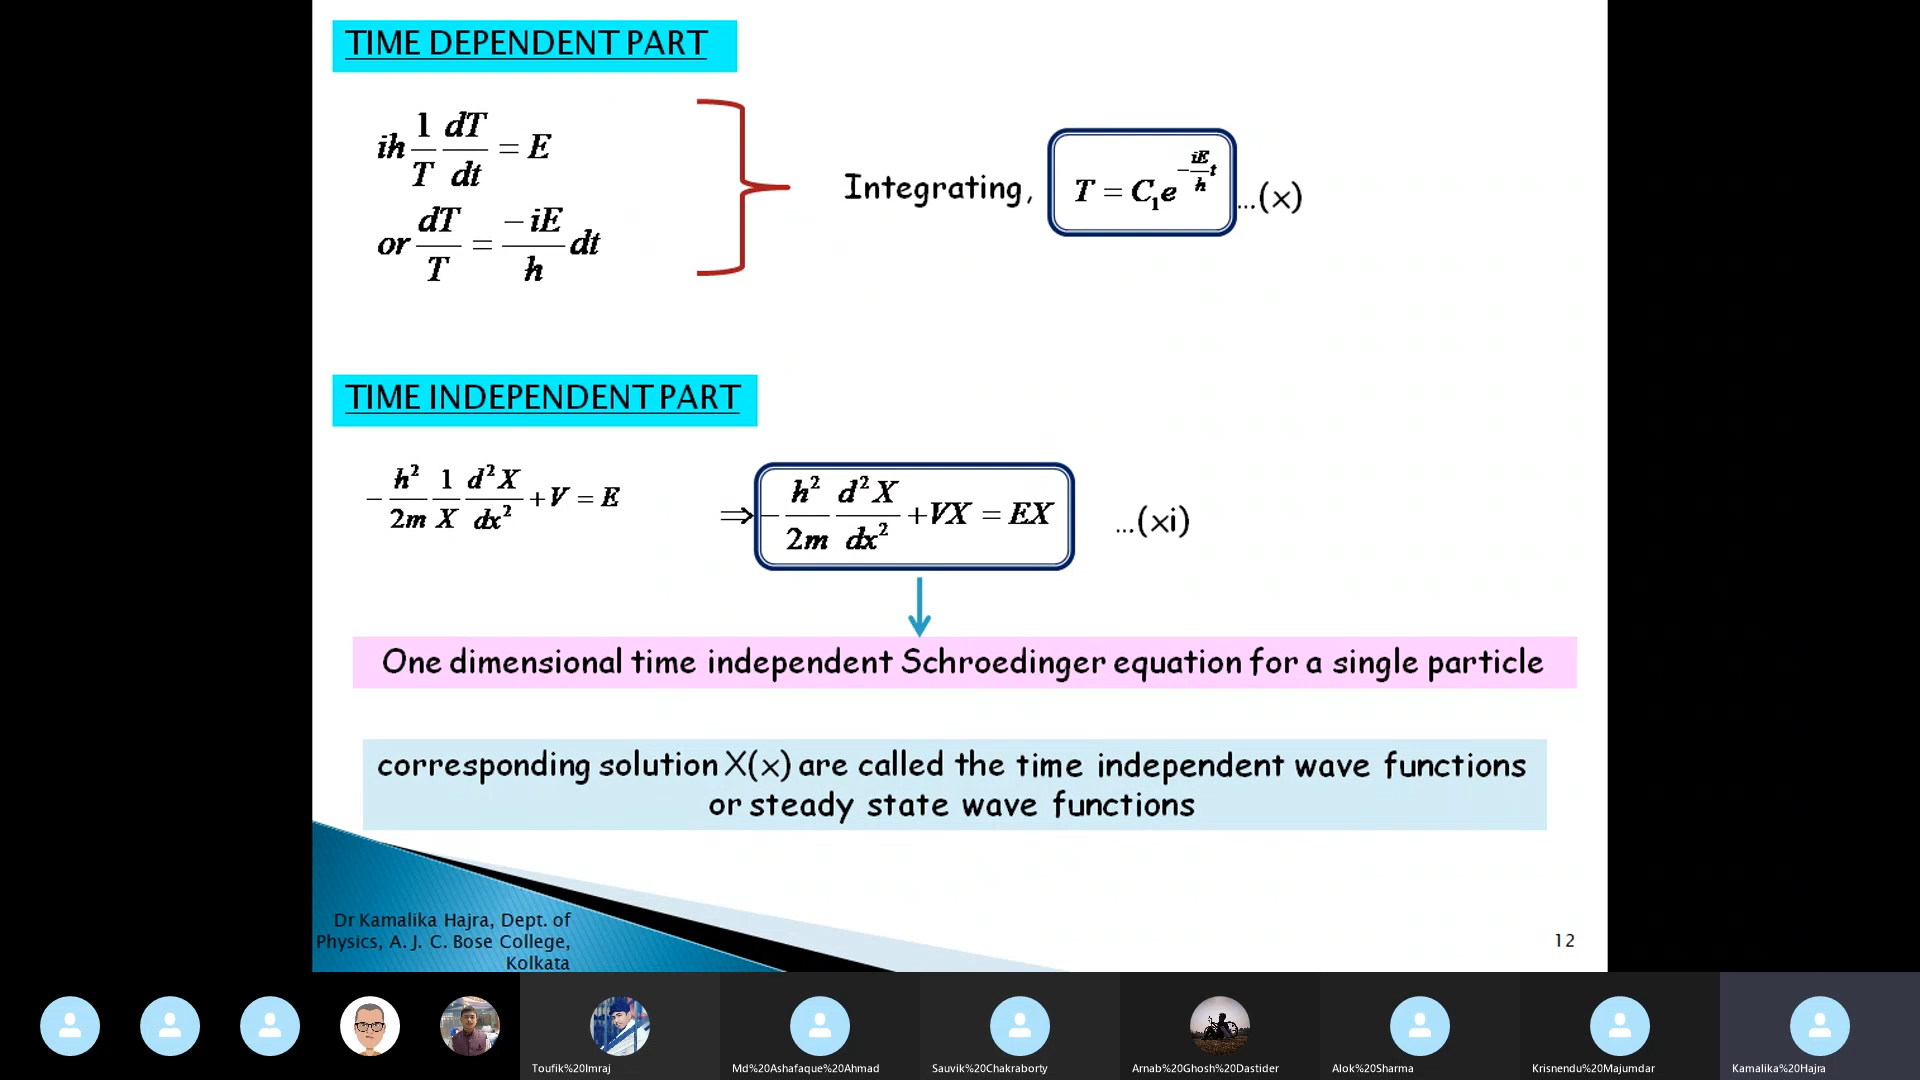 TIME DEPENDENT PART
iħ 1/T dT/dt = E
or dT/T = -iE/ħ dt
Integrating, T = C₁e^(-iE/ħ t) ...(x)
TIME INDEPENDENT PART
-ħ²/2m 1/X d²X/dx² + V = E ⇒ -ħ²/2m d²X/dx² + VX = EX ...(xi)
One dimensional time independent Schroedinger equation for a single particle
corresponding solution X(x) are called the time independent wave functions
or steady state wave functions
Dr Kamalika Hajra, Dept. of
Physics, A. J. C. Bose College,
Kolkata
12
Toufik%20Imraj
Md%20Ashafaque%20Ahmad
Sauvik%20Chakraborty
Arnab%20Ghosh%20Dastider
Alok%20Sharma
Krisnendu%20Majumdar
Kamalika%20Hajra